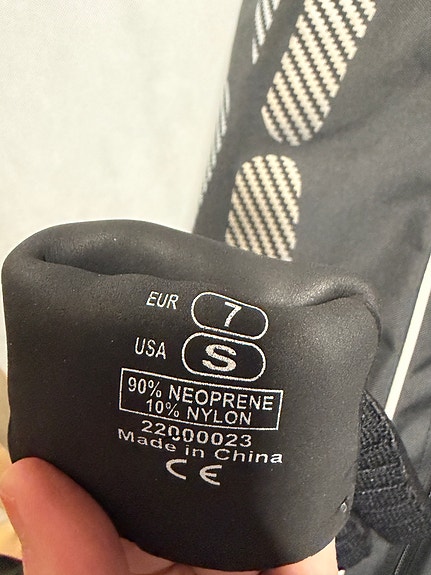 EUR 7
USA S
90% NEOPRENE
10% NYLON
22000023
Made in China
CE